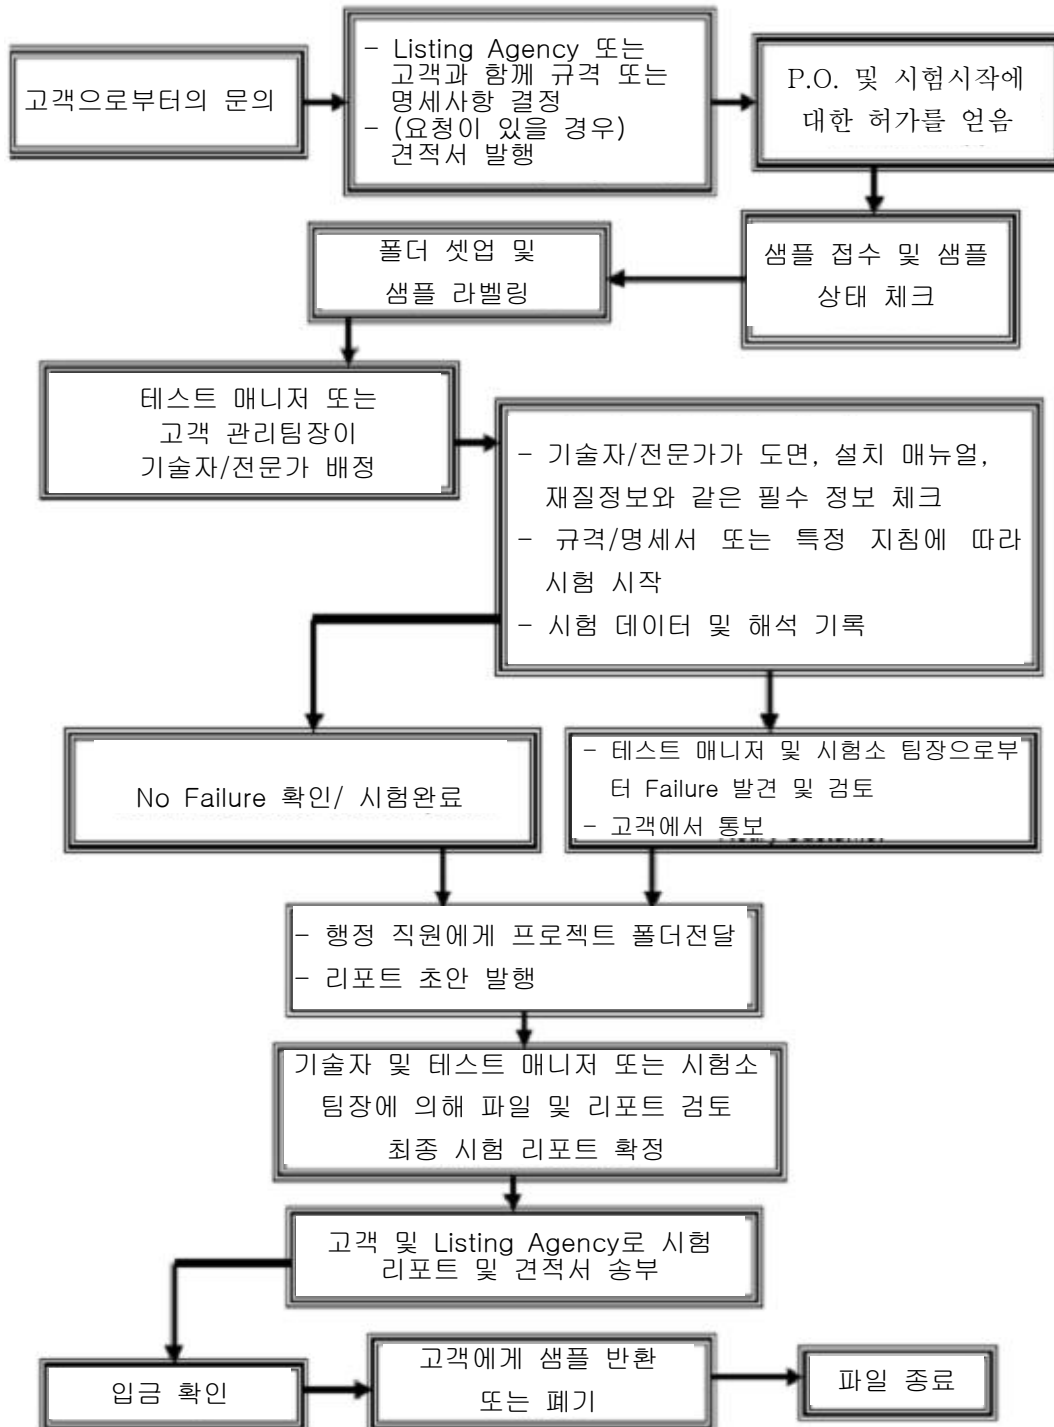 고객으로부터의 문의
- Listing Agency 또는
고객과 함께 규격 또는
명세사항 결정
- (요청이 있을 경우)
견적서 발행
P.O. 및 시험시작에
대한 허가를 얻음
샘플 접수 및 샘플
상태 체크
폴더 셋업 및
샘플 라벨링
테스트 매니저 또는
고객 관리팀장이
기술자/전문가 배정
- 기술자/전문가가 도면, 설치 매뉴얼,
재질정보와 같은 필수 정보 체크
- 규격/명세서 또는 특정 지침에 따라
시험 시작
- 시험 데이터 및 해석 기록
No Failure 확인/ 시험완료
- 테스트 매니저 및 시험소 팀장으로부
터 Failure 발견 및 검토
- 고객에서 통보
- 행정 직원에게 프로젝트 폴더전달
- 리포트 초안 발행
기술자 및 테스트 매니저 또는 시험소
팀장에 의해 파일 및 리포트 검토
최종 시험 리포트 확정
고객 및 Listing Agency로 시험
리포트 및 견적서 송부
입금 확인
고객에게 샘플 반환
또는 폐기
파일 종료